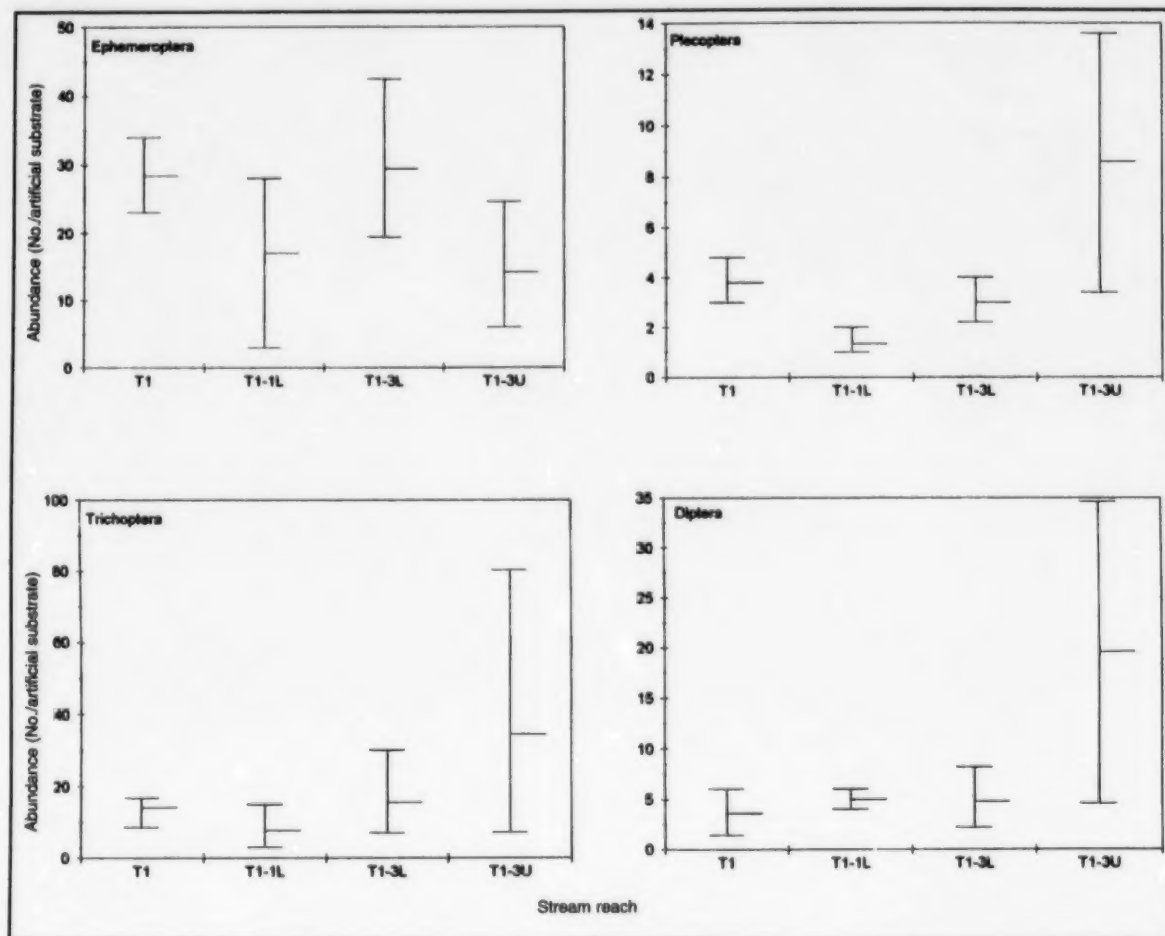 Ephemeroptera
Abundance (No./artificial substrate)
50
40
30
20
10
0
T1 T1-1L T1-3L T1-3U
Plecoptera
14
12
10
8
6
4
2
0
T1 T1-1L T1-3L T1-3U
Trichoptera
Abundance (No./artificial substrate)
100
80
60
40
20
0
T1 T1-1L T1-3L T1-3U
Diptera
35
30
25
20
15
10
5
0
T1 T1-1L T1-3L T1-3U
Stream reach